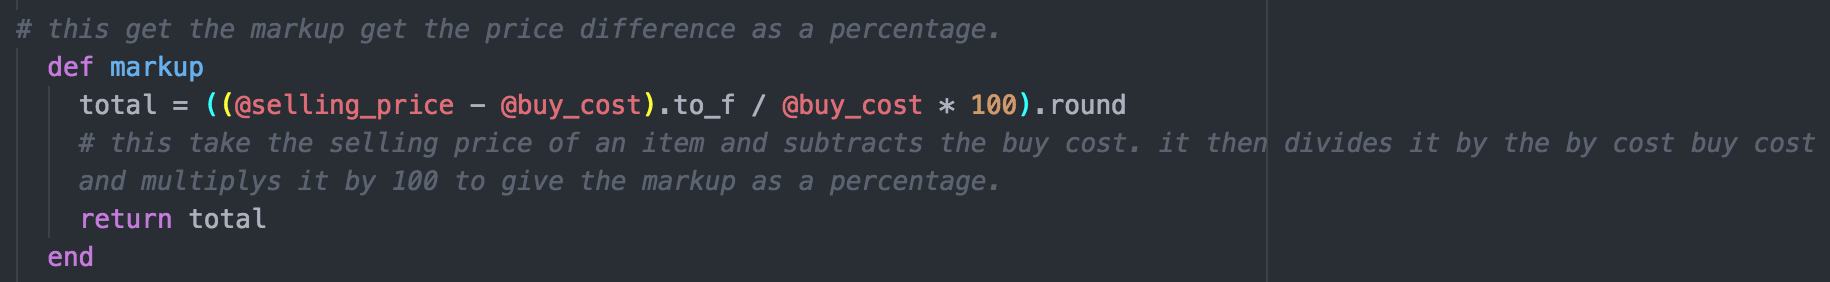 # this get the markup get the price difference as a percentage.
def markup
total = ((@selling_price - @buy_cost).to_f / @buy_cost * 100).round
# this take the selling price of an item and subtracts the buy cost. it then divides it by the by cost buy cost
and multiplys it by 100 to give the markup as a percentage.
return total
end